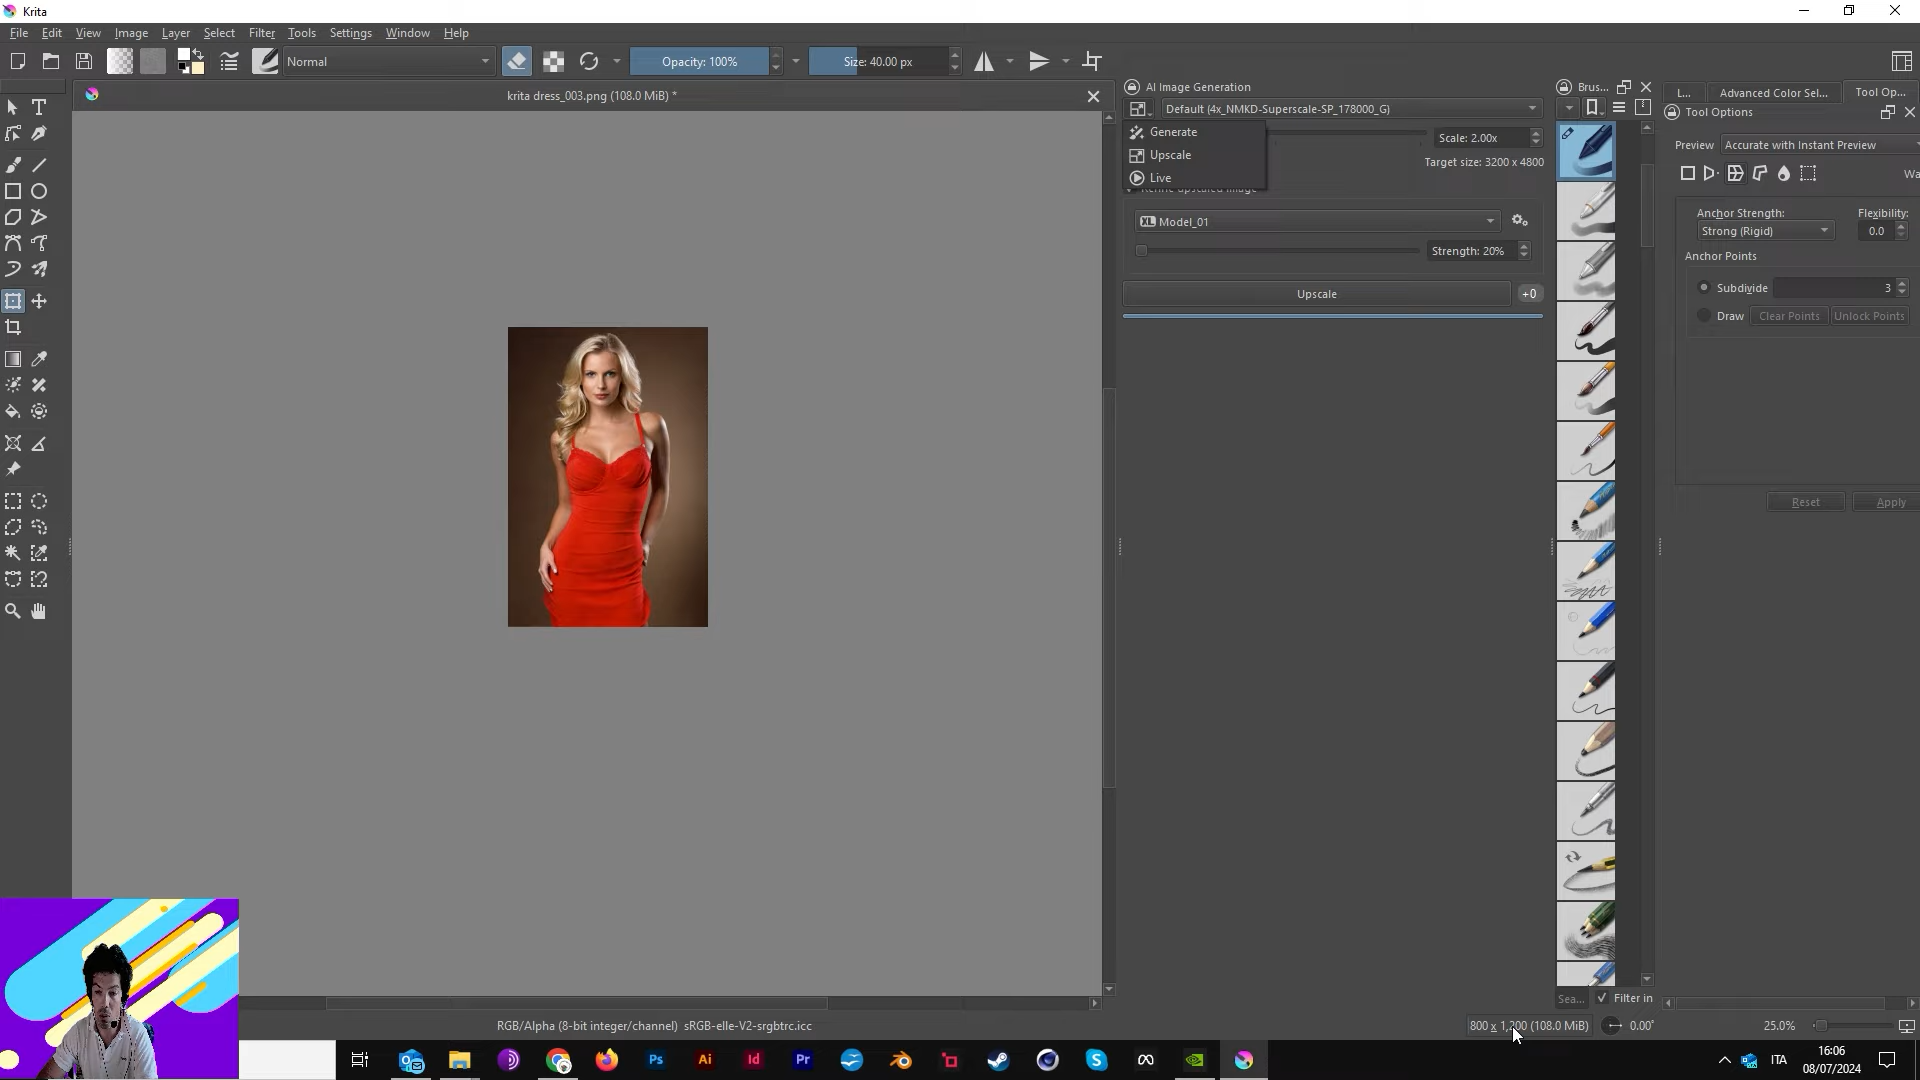 Krita
File Edit View Image Layer Select Filter Tools Settings Window Help
Normal
Opacity: 100%
Size: 40.00 px
krita dress_003.png (108.0 MiB) *
AI Image Generation
Default (4x_NMKD-Superscale-SP_178000_G)
Generate
Scale: 2.00x
Upscale
Target size: 3200 x 4800
Live
Refine upscaled image
XL Model_01
Strength: 20%
Upscale
+0
Brus...
L...
Advanced Color Sel...
Tool Op...
Tool Options
Preview
Accurate with Instant Preview
Wa
Anchor Strength:
Flexibility:
Strong (Rigid)
0.0
Anchor Points
Subdivide
3
Draw
Clear Points
Unlock Points
Reset
Apply
Sea...
Filter in
RGB/Alpha (8-bit integer/channel) sRGB-elle-V2-srgbtrc.icc
800 x 1,200 (108.0 MiB)
0.00°
25.0%
Ps
Ai
Id
Pr
ITA
16:06
08/07/2024